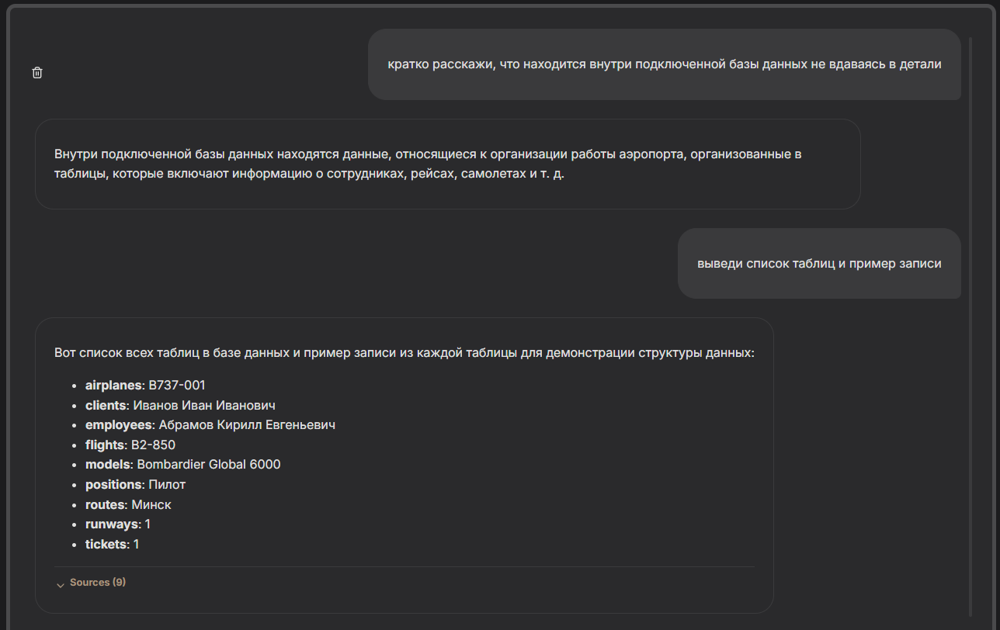 кратко расскажи, что находится внутри подключенной базы данных не вдаваясь в детали
Внутри подключенной базы данных находятся данные, относящиеся к организации работы аэропорта, организованные в
таблицы, которые включают информацию о сотрудниках, рейсах, самолетах и т. д.
выведи список таблиц и пример записи
Вот список всех таблиц в базе данных и пример записи из каждой таблицы для демонстрации структуры данных:
• airplanes: B737-001
• clients: Иванов Иван Иванович
• employees: Абрамов Кирилл Евгеньевич
• flights: B2-850
• models: Bombardier Global 6000
• positions: Пилот
• routes: Минск
• runways: 1
• tickets: 1
Sources (9)